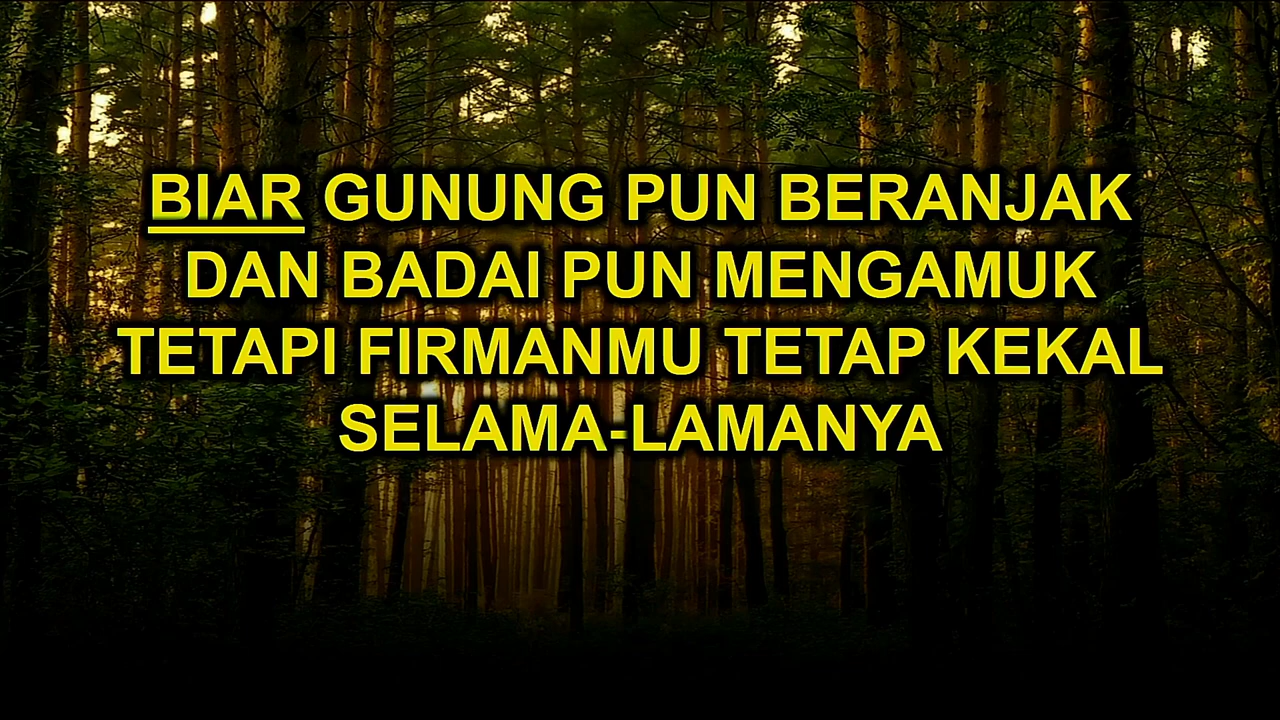 BIAR GUNUNG PUN BERANJAK
DAN BADAI PUN MENGAMUK
TETAPI FIRMANMU TETAP KEKAL
SELAMA-LAMANYA